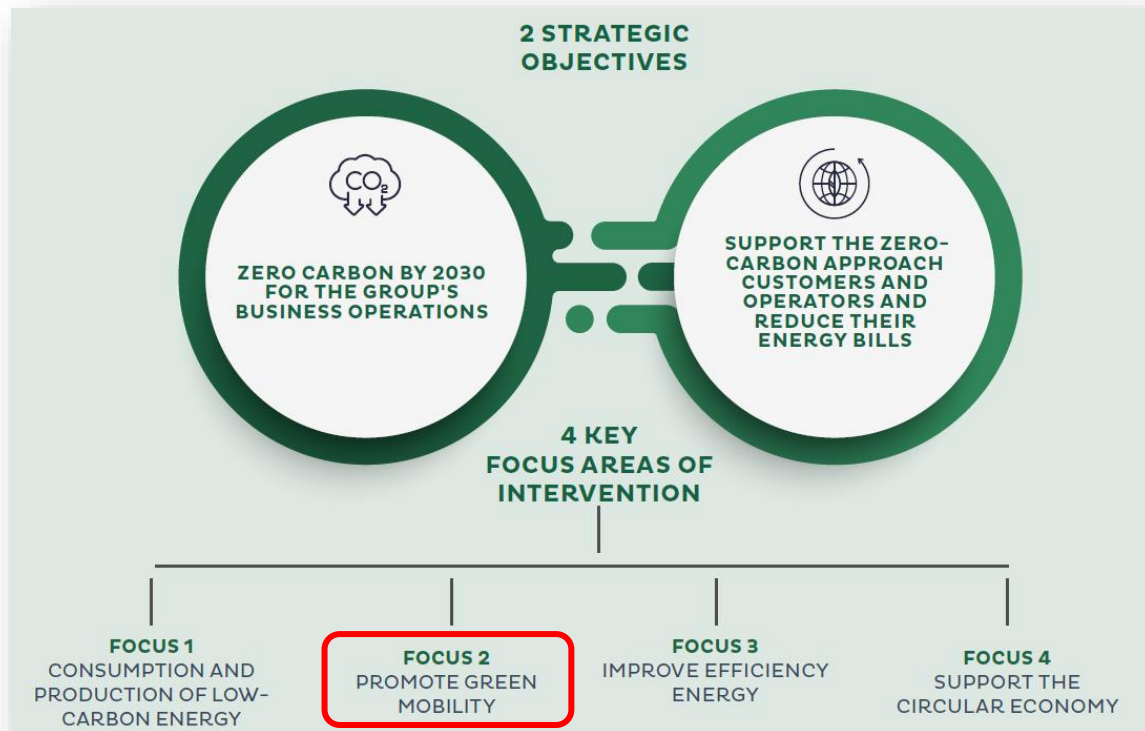 2 STRATEGIC
OBJECTIVES
CO₂
ZERO CARBON BY 2030
FOR THE GROUP'S
BUSINESS OPERATIONS
SUPPORT THE ZERO-
CARBON APPROACH
CUSTOMERS AND
OPERATORS AND
REDUCE THEIR
ENERGY BILLS
4 KEY
FOCUS AREAS OF
INTERVENTION
FOCUS 1
CONSUMPTION AND
PRODUCTION OF LOW-
CARBON ENERGY
FOCUS 2
PROMOTE GREEN
MOBILITY
FOCUS 3
IMPROVE EFFICIENCY
ENERGY
FOCUS 4
SUPPORT THE
CIRCULAR ECONOMY